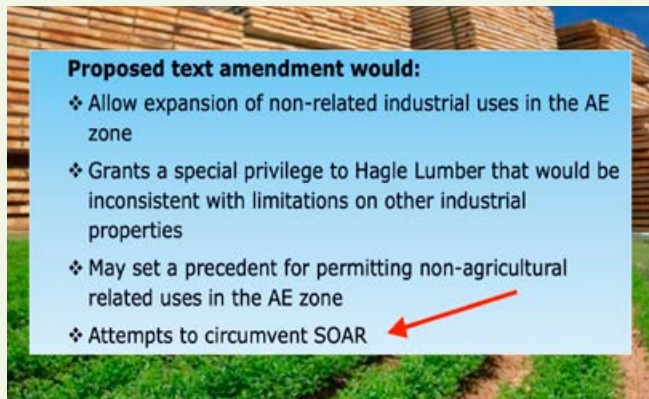 Proposed text amendment would:
❖ Allow expansion of non-related industrial uses in the AE
zone
❖ Grants a special privilege to Hagle Lumber that would be
inconsistent with limitations on other industrial
properties
❖ May set a precedent for permitting non-agricultural
related uses in the AE zone
❖ Attempts to circumvent SOAR